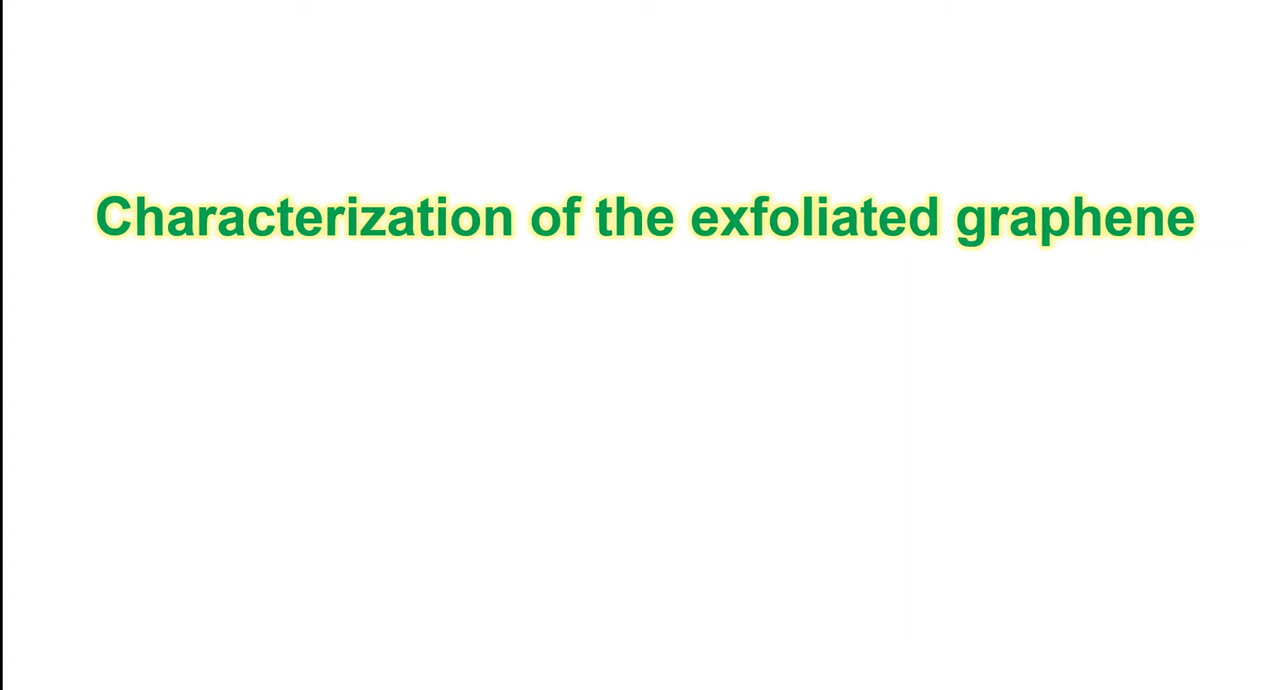 Characterization of the exfoliated graphene